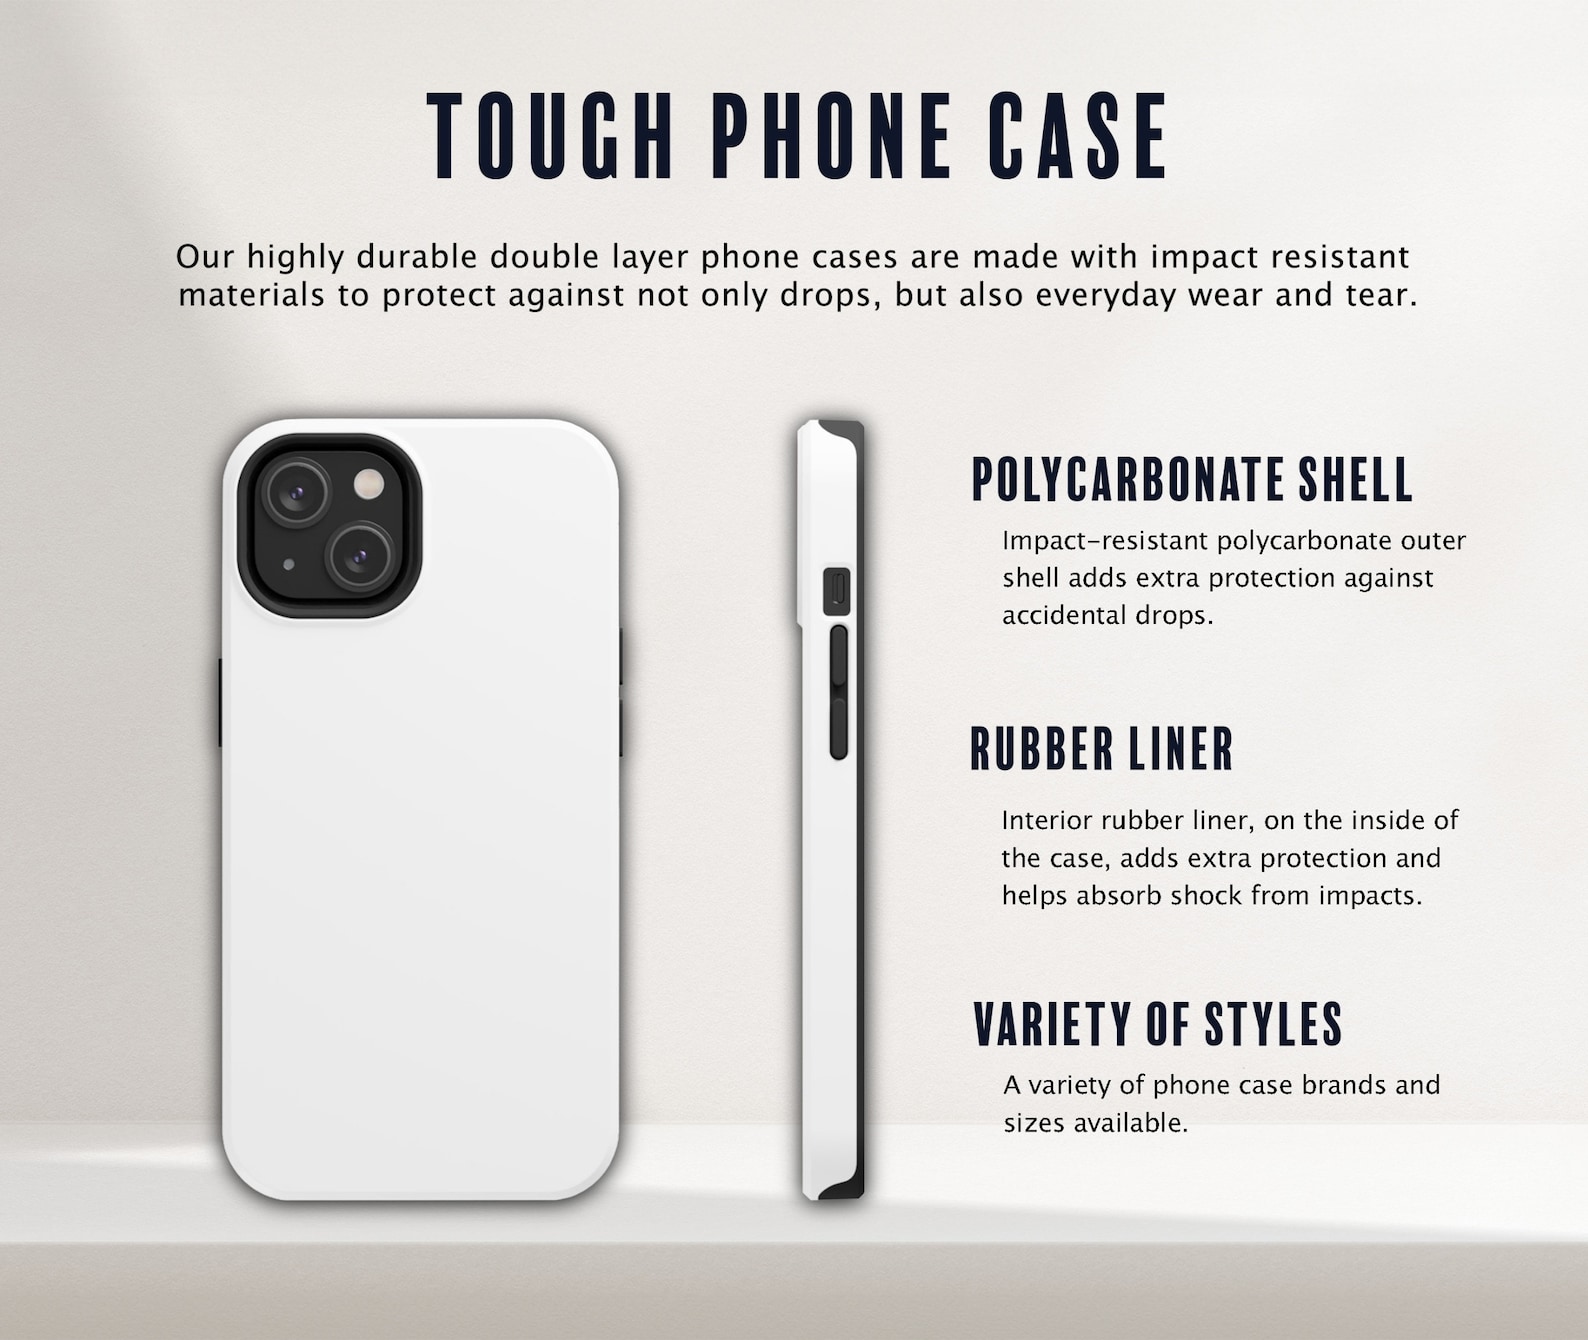 TOUGH PHONE CASE
Our highly durable double layer phone cases are made with impact resistant
materials to protect against not only drops, but also everyday wear and tear.
POLYCARBONATE SHELL
Impact-resistant polycarbonate outer
shell adds extra protection against
accidental drops.
RUBBER LINER
Interior rubber liner, on the inside of
the case, adds extra protection and
helps absorb shock from impacts.
VARIETY OF STYLES
A variety of phone case brands and
sizes available.